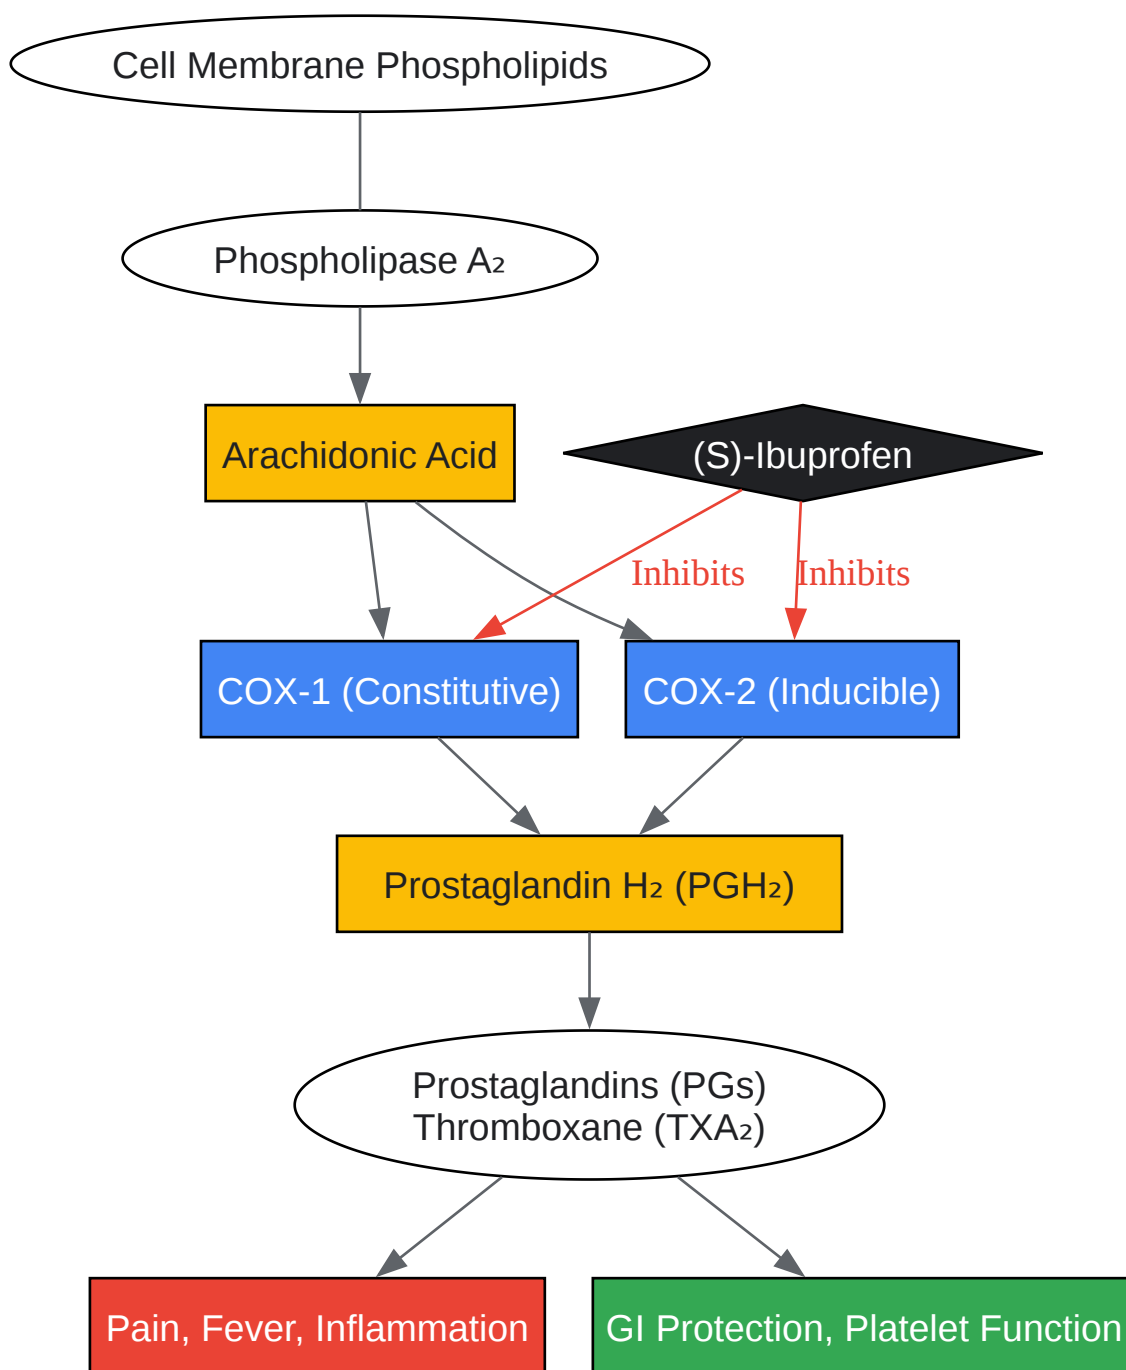 Cell Membrane Phospholipids
Phospholipase A₂
Arachidonic Acid
(S)-Ibuprofen
Inhibits
Inhibits
COX-1 (Constitutive)
COX-2 (Inducible)
Prostaglandin H₂ (PGH₂)
Prostaglandins (PGs)
Thromboxane (TXA₂)
Pain, Fever, Inflammation
GI Protection, Platelet Function